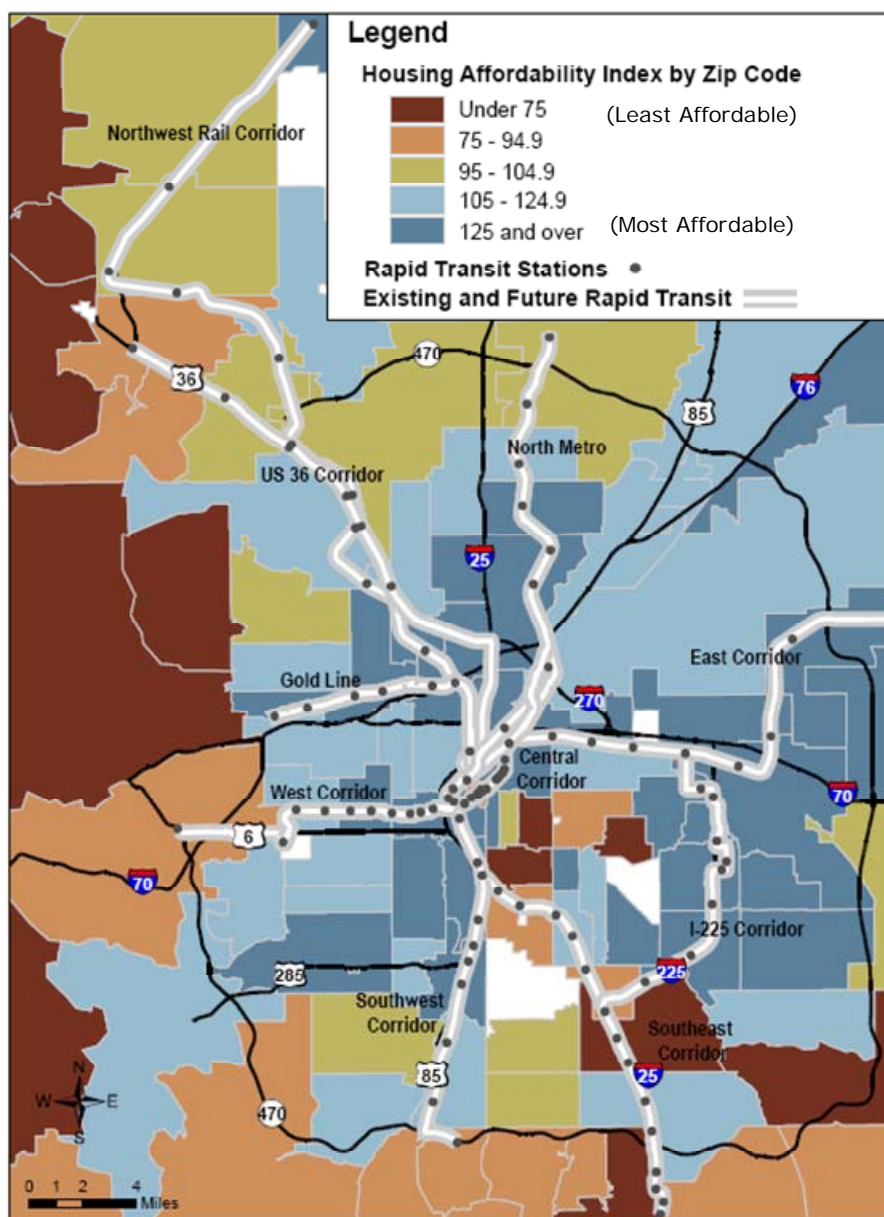 Legend
Housing Affordability Index by Zip Code
Under 75 (Least Affordable)
75 - 94.9
95 - 104.9
105 - 124.9
125 and over (Most Affordable)
Rapid Transit Stations
Existing and Future Rapid Transit
Northwest Rail Corridor
36
470
76
85
North Metro
US 36 Corridor
25
East Corridor
Gold Line
270
Central
Corridor
West Corridor
70
6
70
I-225 Corridor
285
225
Southwest
Corridor
Southeast
Corridor
85
25
N
W E
S
470
0 1 2 4
Miles